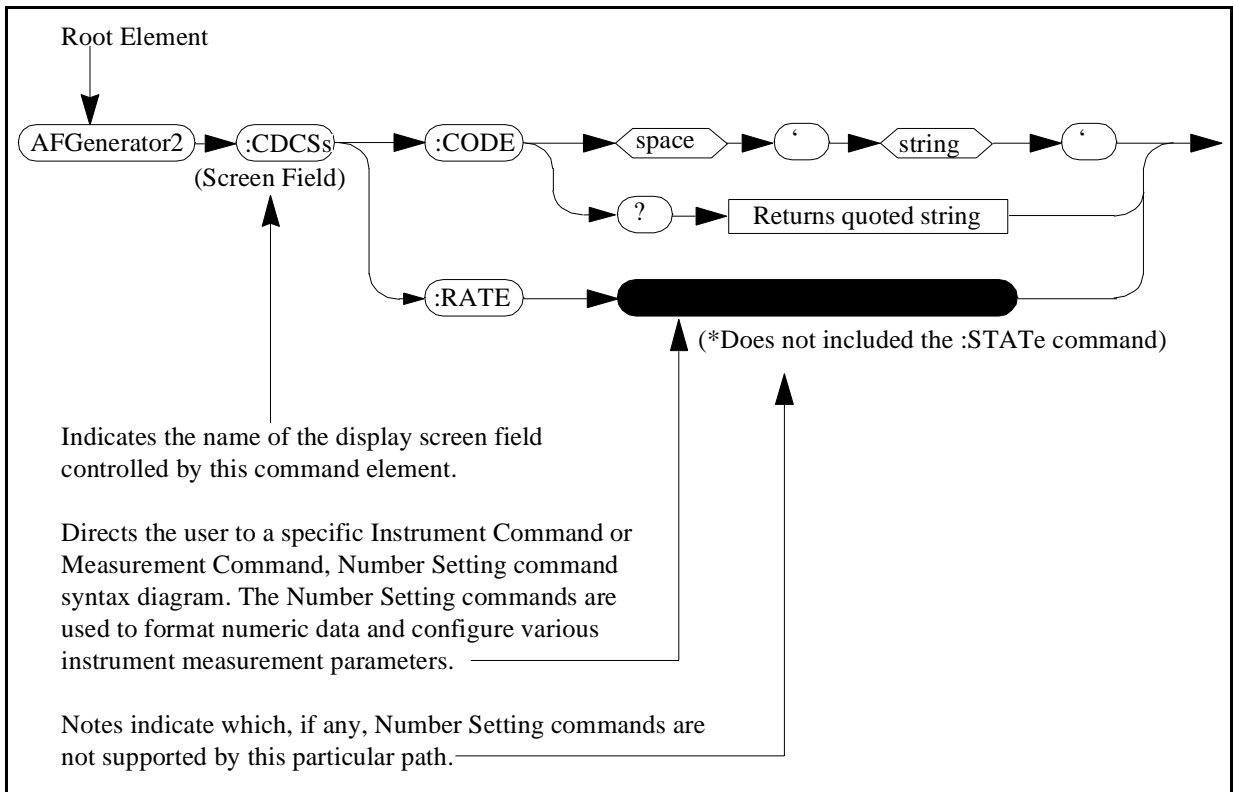 Root Element
AFGenerator2 :CDCSs :CODE space ‘ string ‘
(Screen Field)
? Returns quoted string
:RATE
(*Does not included the :STATe command)
Indicates the name of the display screen field
controlled by this command element.
Directs the user to a specific Instrument Command or
Measurement Command, Number Setting command
syntax diagram. The Number Setting commands are
used to format numeric data and configure various
instrument measurement parameters.
Notes indicate which, if any, Number Setting commands are
not supported by this particular path.